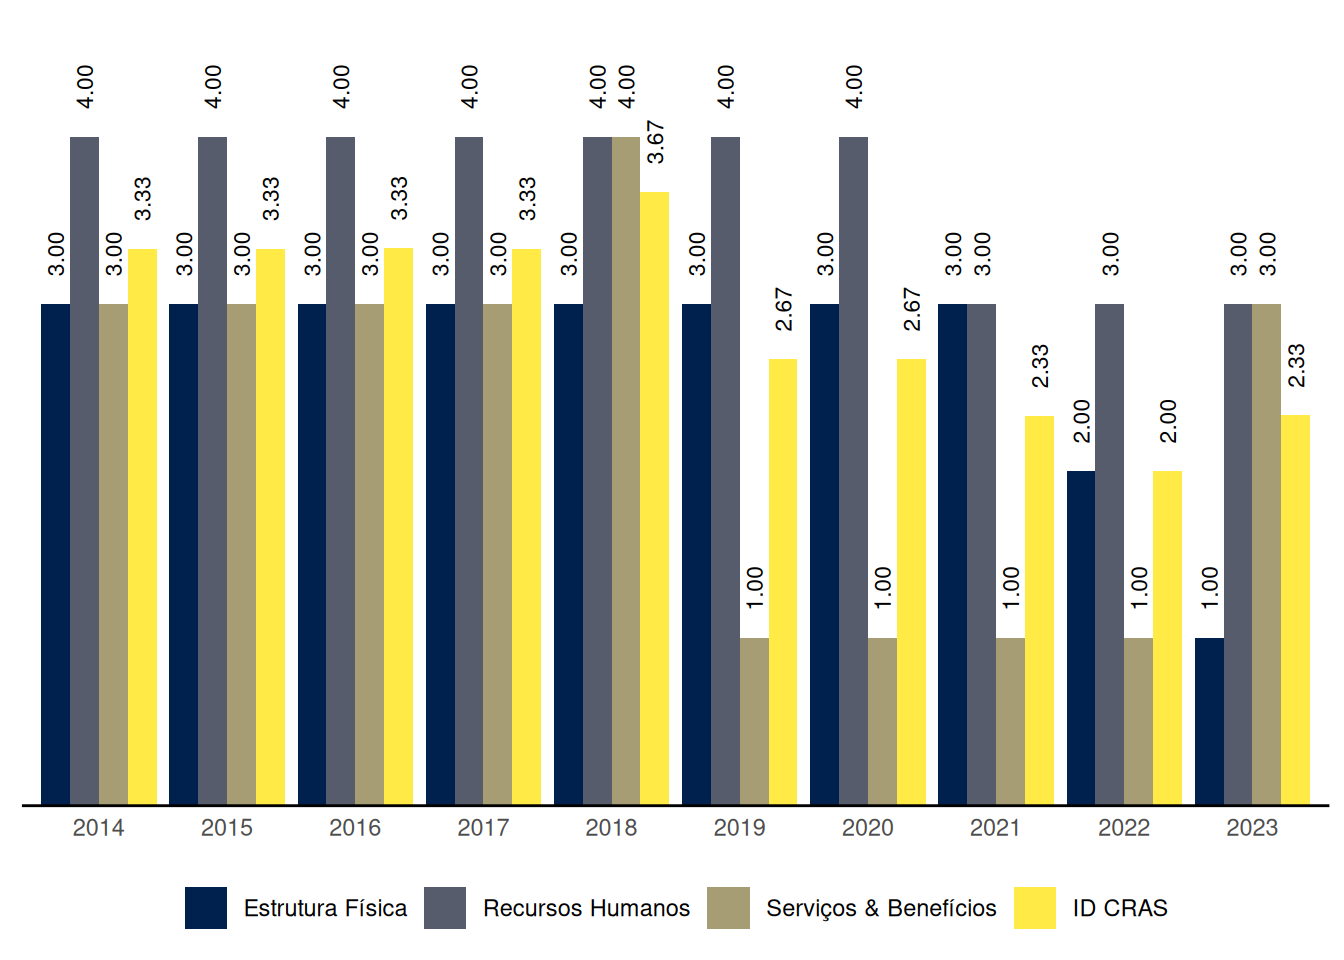 4.00 4.00 4.00 4.00 4.00 4.00 4.00 4.00
3.67
3.33 3.33 3.33 3.33
3.00 3.00 3.00 3.00 3.00 3.00 3.00 3.00 3.00 3.00 3.00 3.00 3.00 3.00 3.00
2.67 2.67
2.33 2.33
2.00 2.00
1.00 1.00 1.00 1.00 1.00
2014 2015 2016 2017 2018 2019 2020 2021 2022 2023
Estrutura Física Recursos Humanos Serviços & Benefícios ID CRAS